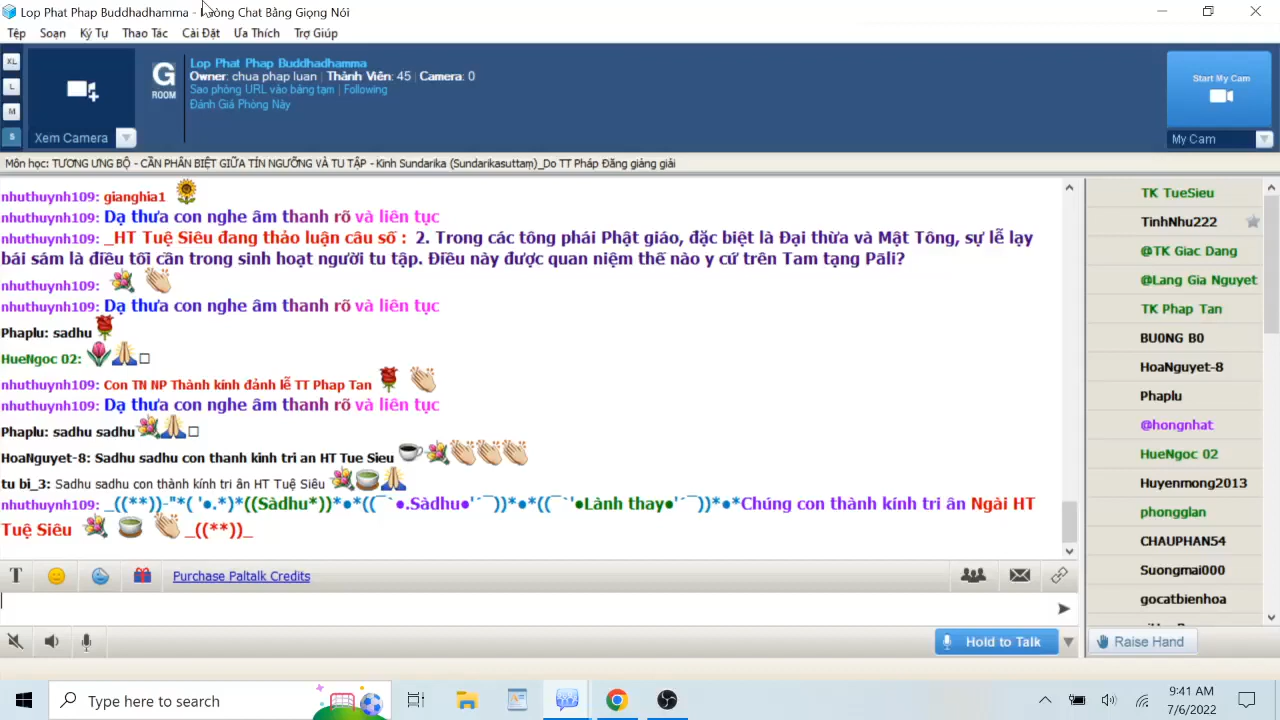 Lop Phat Phap Buddhadhamma - Phòng Chat Bằng Giọng Nói
Tệp Soạn Ký Tự Thao Tác Cài Đặt Ưa Thích Trợ Giúp
XL
L
M
S
Xem Camera
G
ROOM
Lop Phat Phap Buddhadhamma
Owner: chua phap luan | Thành Viên: 45 | Camera: 0
Sao phòng URL vào bảng tạm | Following
Đánh Giá Phòng Này
Start My Cam
My Cam
Môn học: TƯƠNG ƯNG BỘ - CẦN PHÂN BIỆT GIỮA TÍN NGƯỠNG VÀ TU TẬP - Kinh Sundarika (Sundarikasuttaṃ)_Do TT Pháp Đăng giảng giải
nhuthuynh109: gianghia1
nhuthuynh109: Dạ thưa con nghe âm thanh rõ và liên tục
nhuthuynh109: _HT Tuệ Siêu đang thảo luận câu số : 2. Trong các tông phái Phật giáo, đặc biệt là Đại thừa và Mật Tông, sự lễ lạy
bái sám là điều tối cần trong sinh hoạt người tu tập. Điều này được quan niệm thế nào y cứ trên Tam tạng Pāli?
nhuthuynh109:
nhuthuynh109: Dạ thưa con nghe âm thanh rõ và liên tục
Phaplu: sadhu
HueNgoc 02:
nhuthuynh109: Con TN NP Thành kính đảnh lễ TT Phap Tan
nhuthuynh109: Dạ thưa con nghe âm thanh rõ và liên tục
Phaplu: sadhu sadhu
HoaNguyet-8: Sadhu sadhu con thanh kinh tri an HT Tue Sieu
tu bi_3: Sadhu sadhu con thành kính tri ân HT Tuệ Siêu
nhuthuynh109: _((**))-"*( '●.*)*((Sàdhu*))*●*((¯`●.Sàdhu●'´¯))*●*((¯`'●Lành thay●'´¯))*●*Chúng con thành kính tri ân Ngài HT
Tuệ Siêu _((**))_
TK TueSieu
TinhNhu222
@TK Giac Dang
@Lang Gia Nguyet
TK Phap Tan
BU0NG B0
HoaNguyet-8
Phaplu
@hongnhat
HueNgoc 02
Huyenmong2013
phongglan
CHAUPHAN54
Suongmai000
gocatbienhoa
T Purchase Paltalk Credits
Hold to Talk
Raise Hand
Type here to search
9:41 AM
7/6/2022